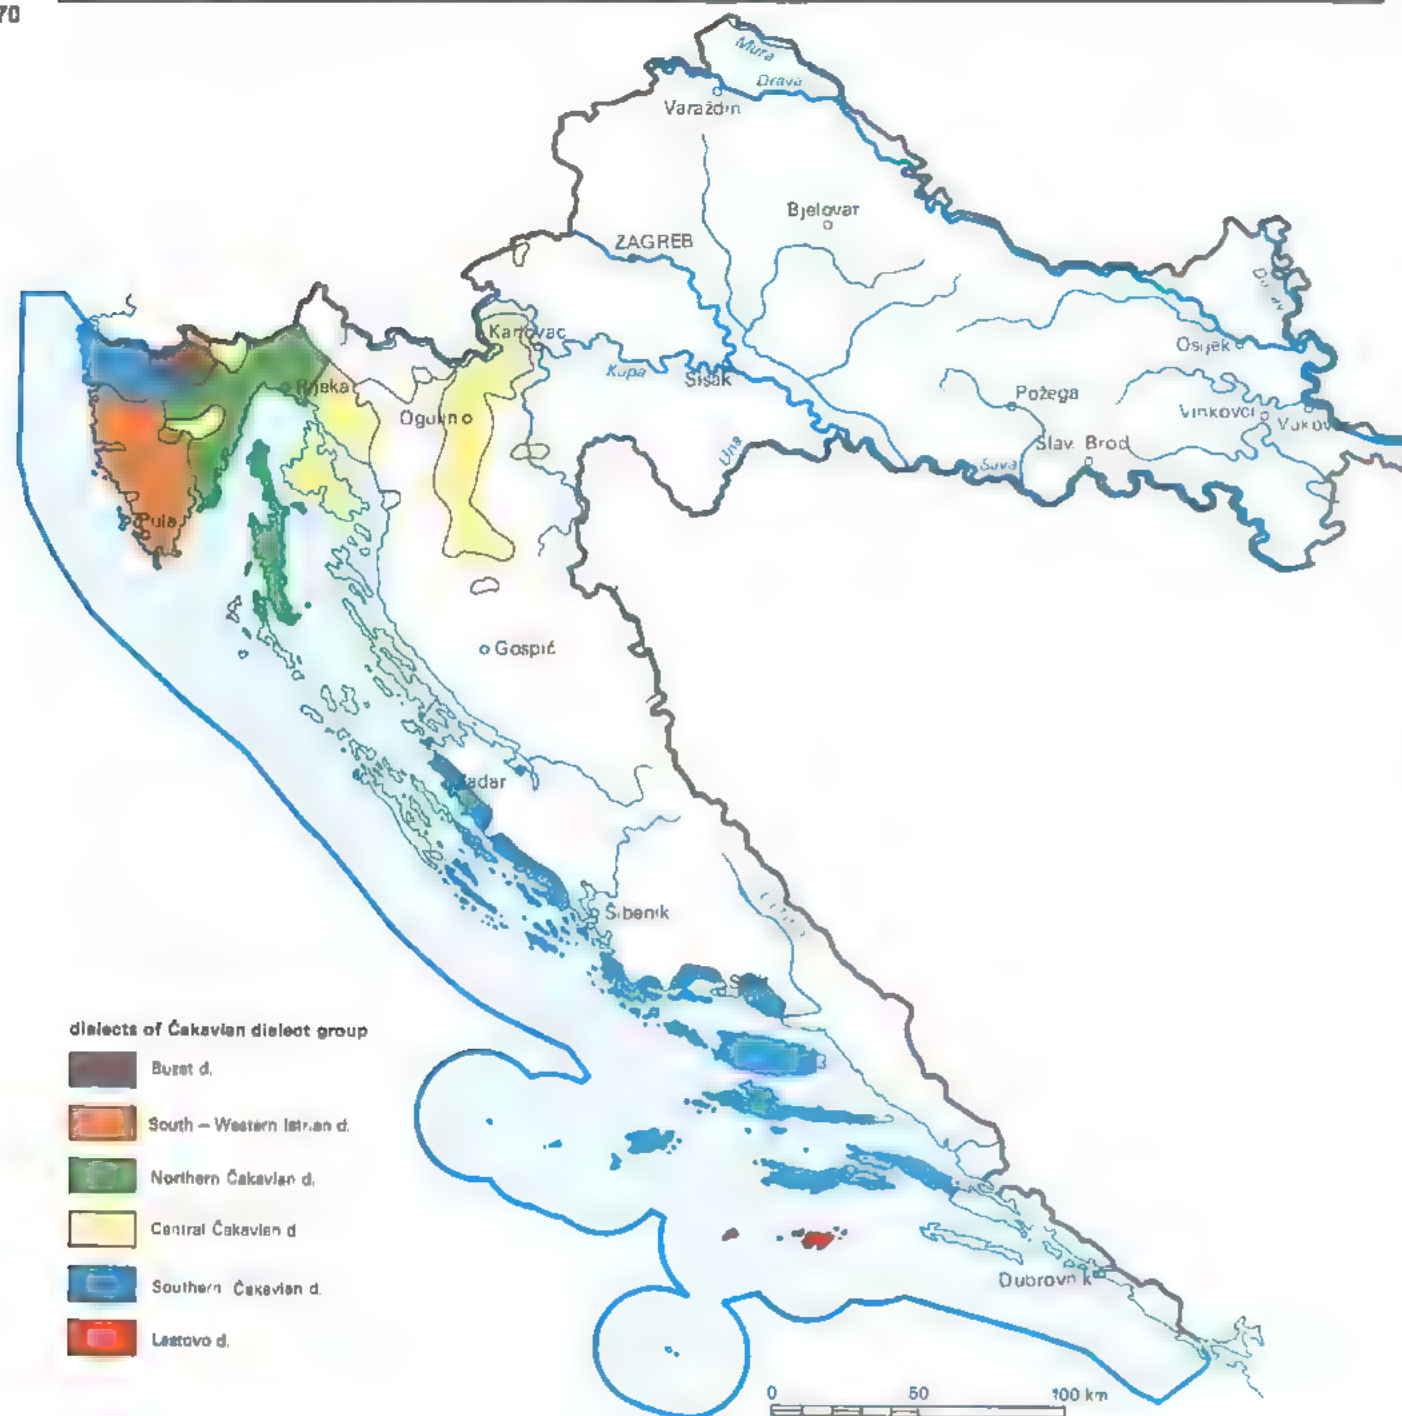 70
Mura
Drava
Varaždin
Bjelovar
ZAGREB
Karlovac
Kupa
Sisak
Osijek
Rijeka
Ogulin
Požega
Vinkovci
Slav. Brod
Una
Sava
Pula
Gospić
Zadar
Šibenik
Split
dialects of Čakavian dialect group
Buzet d.
South – Western Istrian d.
Northern Čakavian d.
Central Čakavian d
Southern Čakavian d.
Lastovo d.
Dubrovnik
0 50 100 km